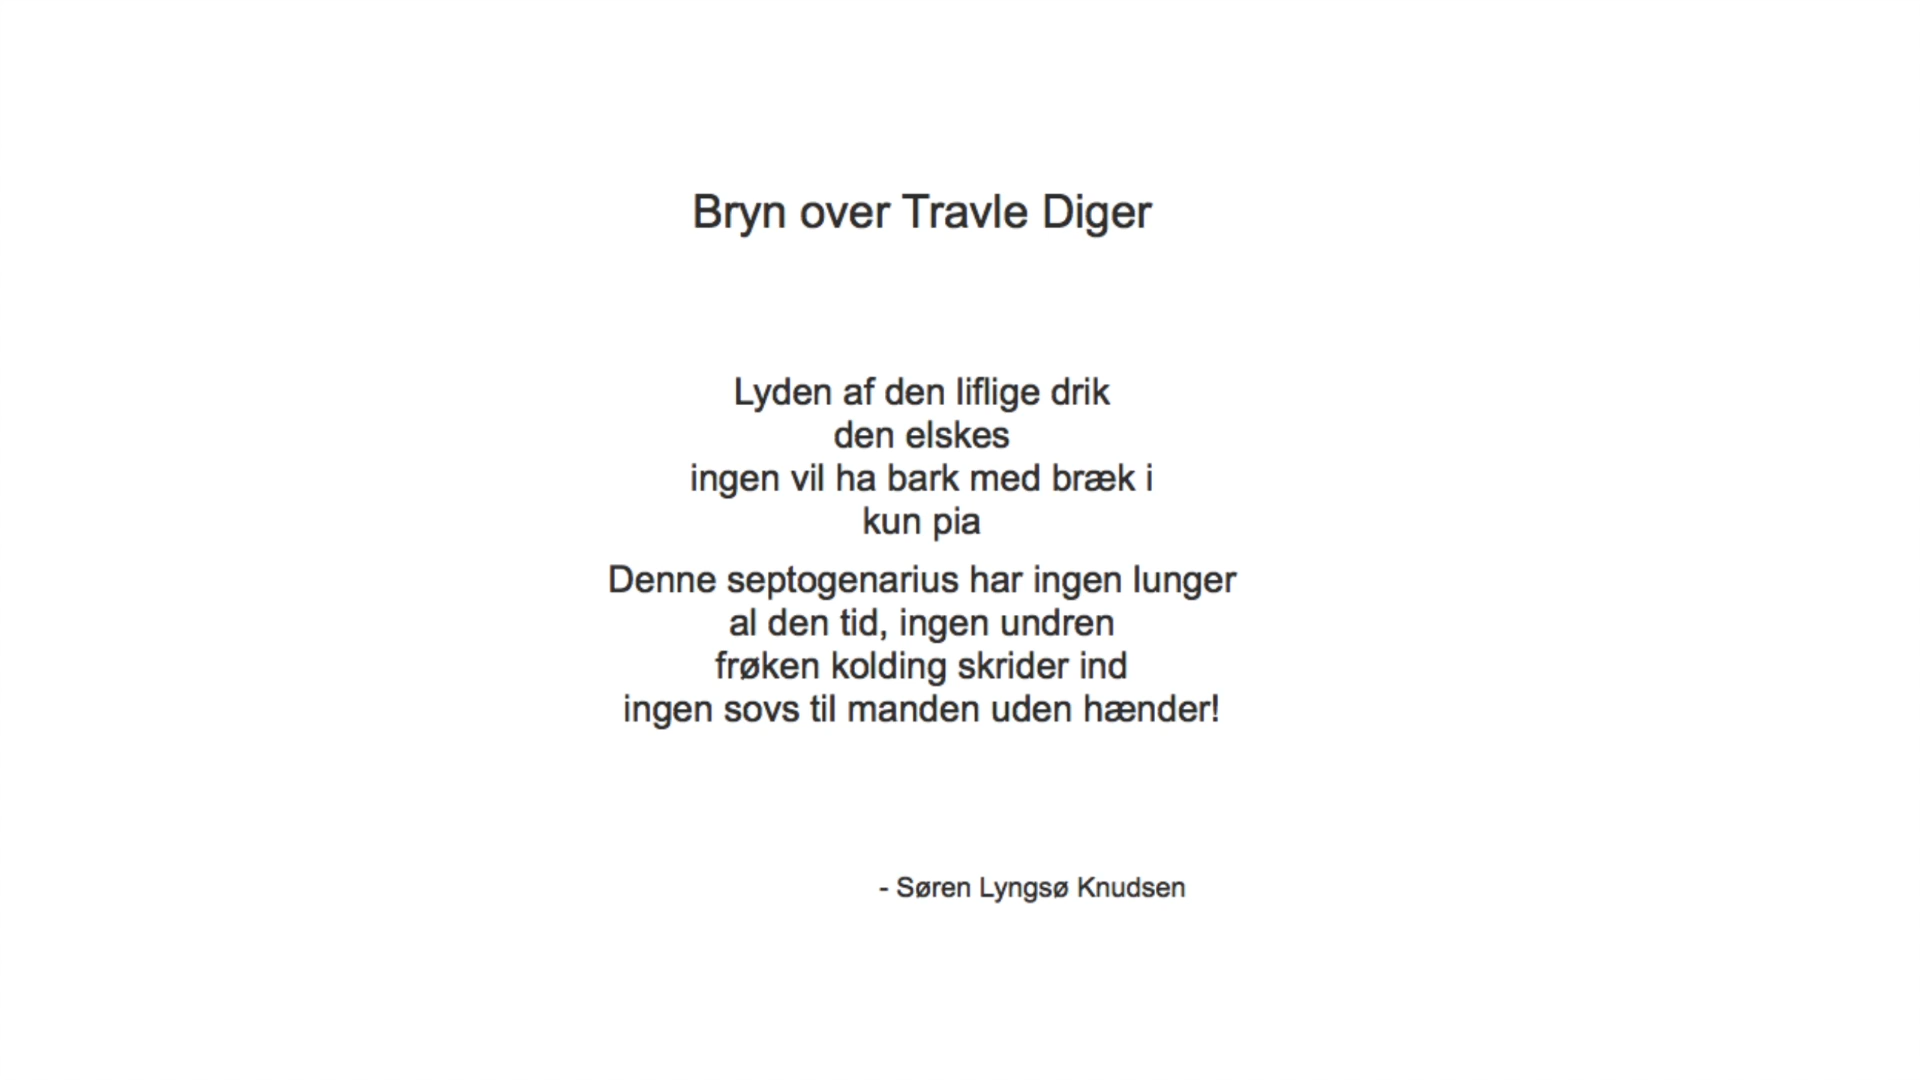 Bryn over Travle Diger
Lyden af den liflige drik
den elskes
ingen vil ha bark med bræk i
kun pia
Denne septogenarius har ingen lunger
al den tid, ingen undren
frøken kolding skrider ind
ingen sovs til manden uden hænder!
- Søren Lyngsø Knudsen